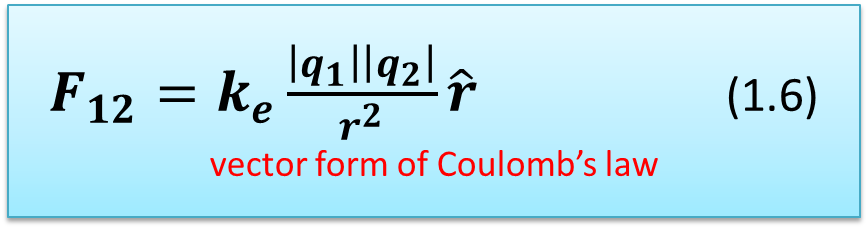 F₁₂ = kₑ |q₁||q₂| / r² r̂ (1.6)
vector form of Coulomb's law